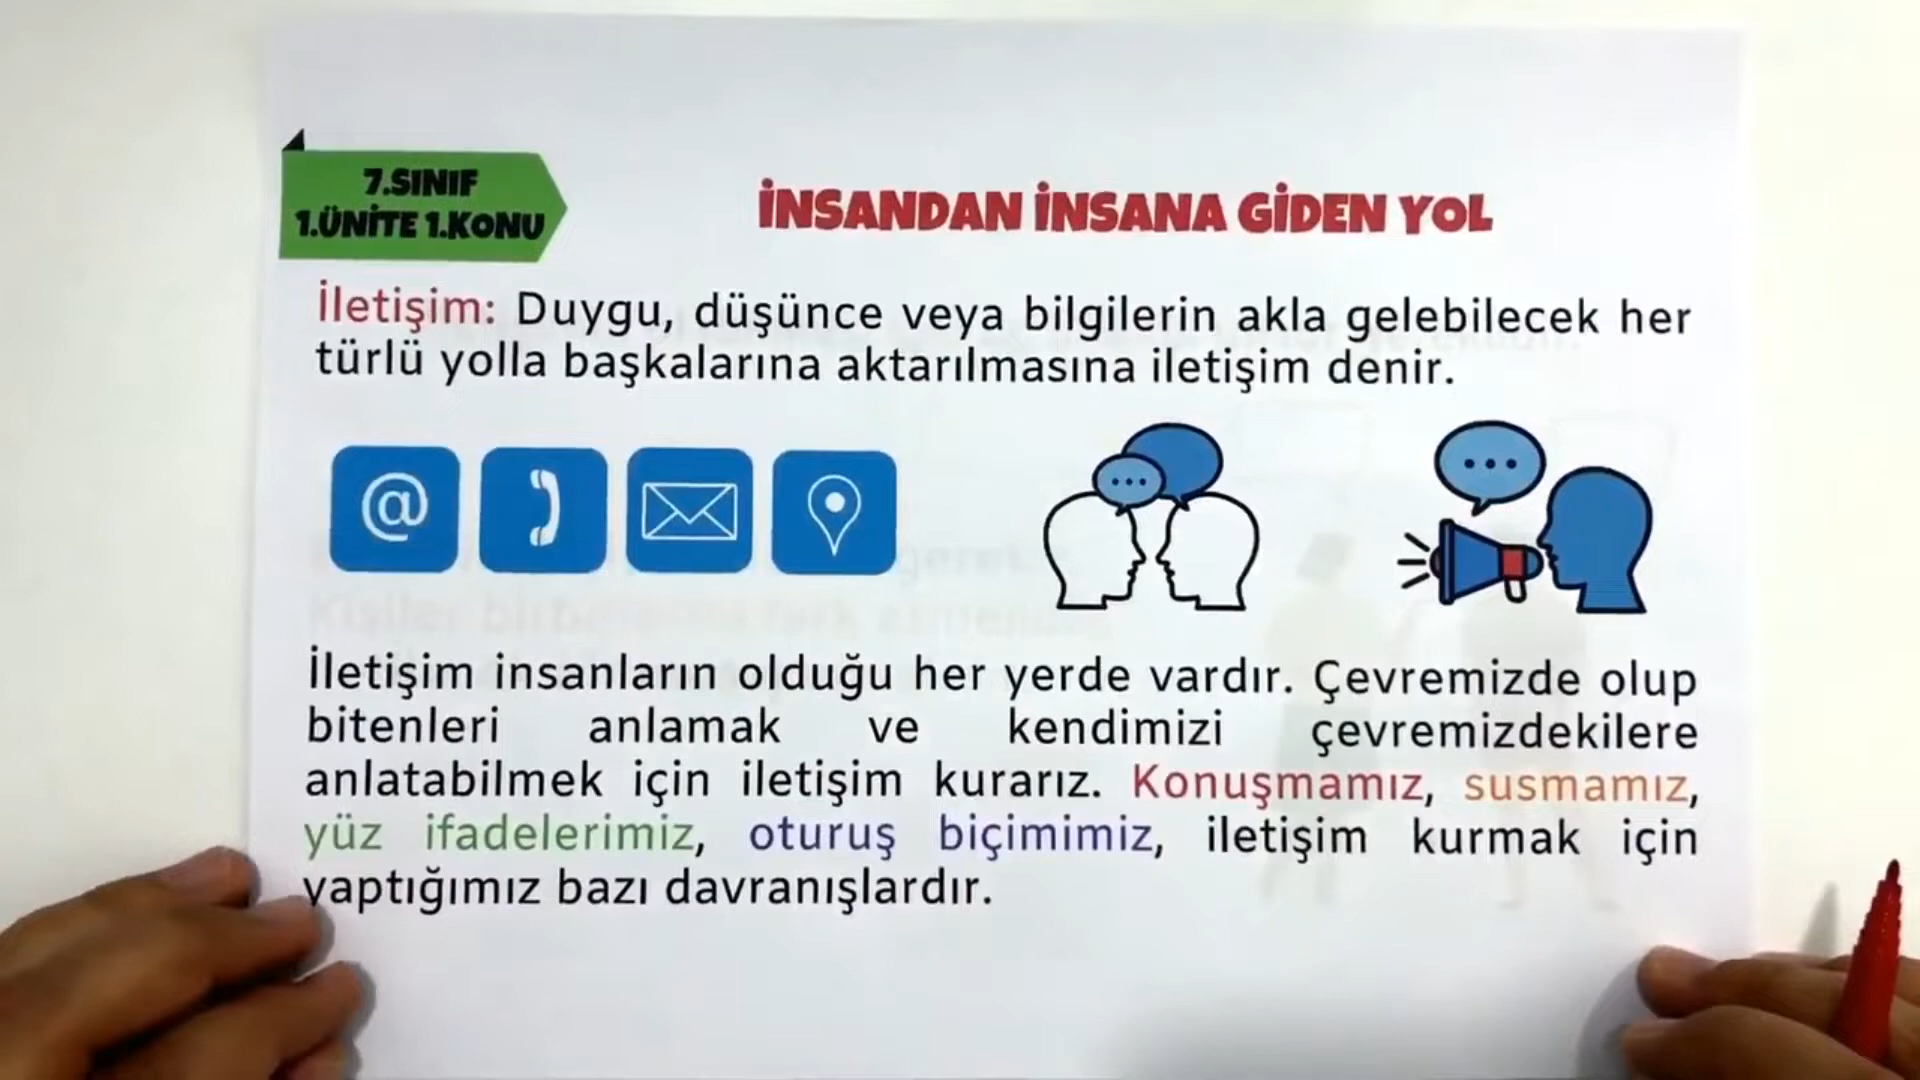 7.SINIF
1.ÜNİTE 1.KONU
İNSANDAN İNSANA GİDEN YOL
İletişim: Duygu, düşünce veya bilgilerin akla gelebilecek her
türlü yolla başkalarına aktarılmasına iletişim denir.
@
İletişim insanların olduğu her yerde vardır. Çevremizde olup
bitenleri anlamak ve kendimizi çevremizdekilere
anlatabilmek için iletişim kurarız. Konuşmamız, susmamız,
yüz ifadelerimiz, oturuş biçimimiz, iletişim kurmak için
yaptığımız bazı davranışlardır.